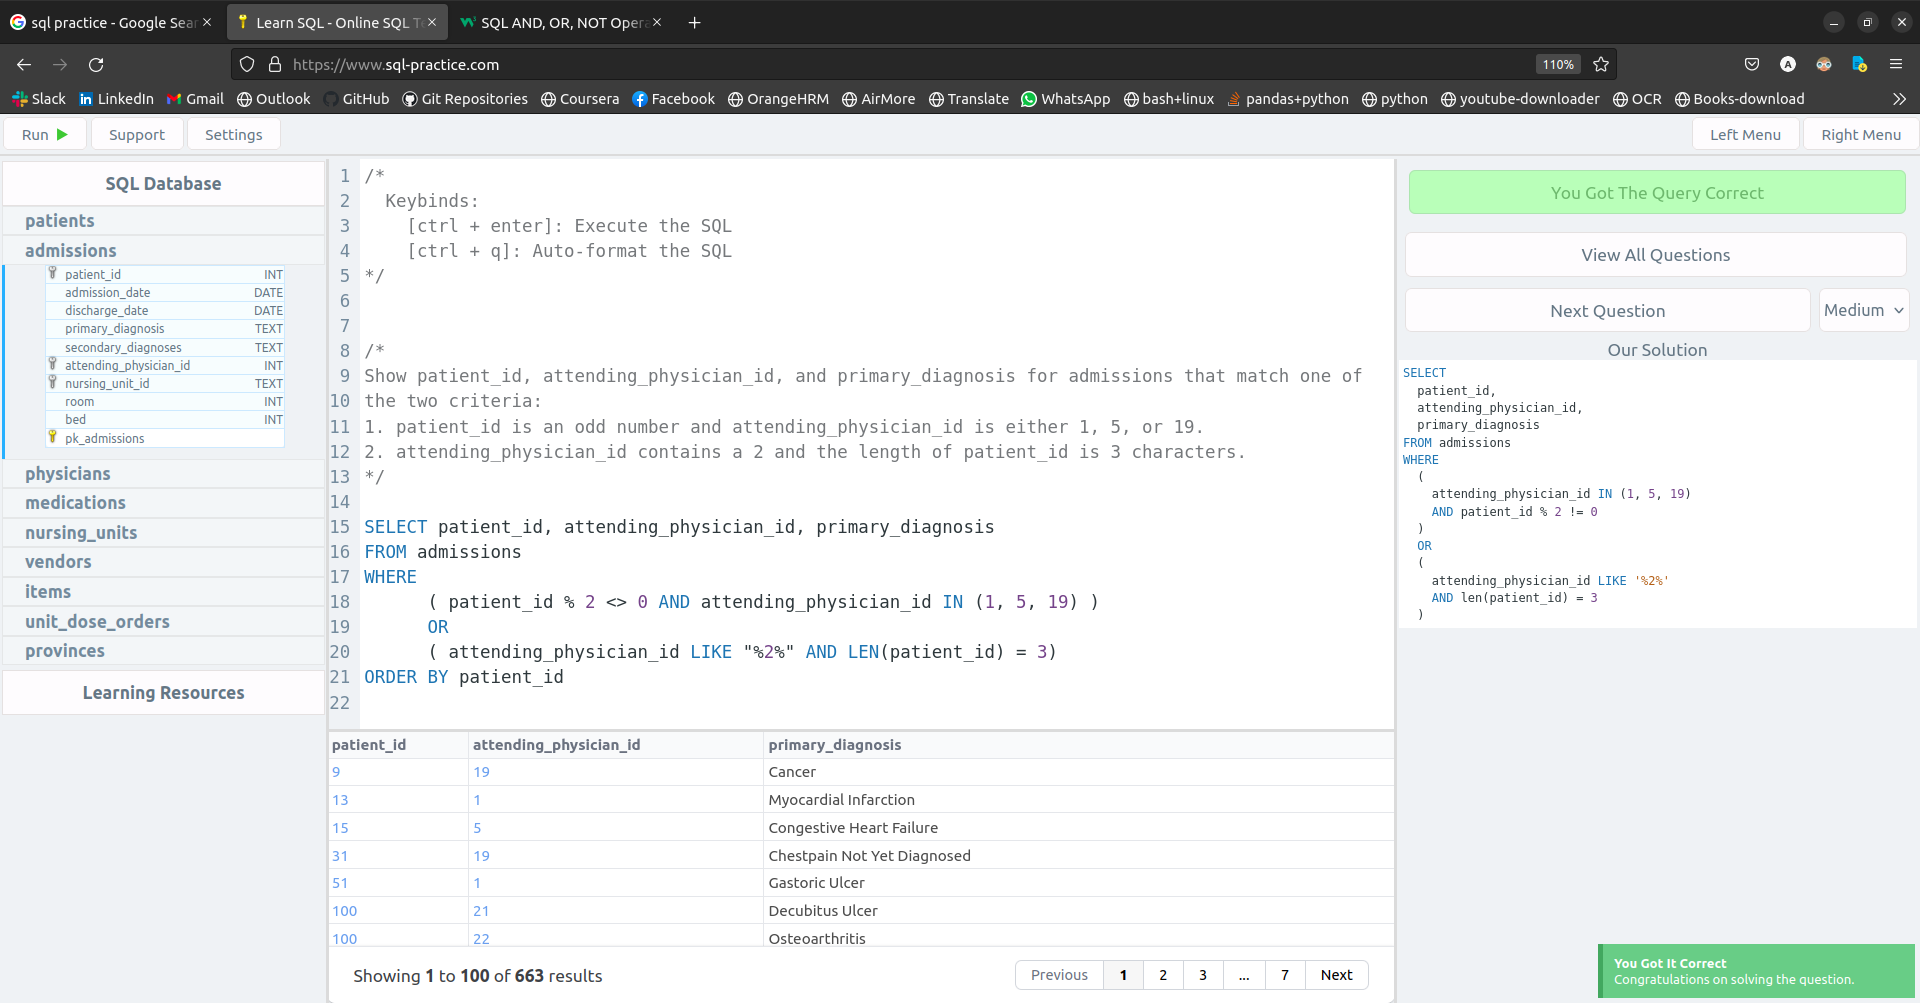 sql practice - Google Sear
Learn SQL - Online SQL Te
SQL AND, OR, NOT Opera
https://www.sql-practice.com
110%
Slack
LinkedIn
Gmail
Outlook
GitHub
Git Repositories
Coursera
Facebook
OrangeHRM
AirMore
Translate
WhatsApp
bash+linux
pandas+python
python
youtube-downloader
OCR
Books-download
Run
Support
Settings
Left Menu
Right Menu
SQL Database
patients
admissions
patient_id INT
admission_date DATE
discharge_date DATE
primary_diagnosis TEXT
secondary_diagnoses TEXT
attending_physician_id INT
nursing_unit_id TEXT
room INT
bed INT
pk_admissions
physicians
medications
nursing_units
vendors
items
unit_dose_orders
provinces
Learning Resources
1 /*
2 Keybinds:
3 [ctrl + enter]: Execute the SQL
4 [ctrl + q]: Auto-format the SQL
5 */
6
7
8 /*
9 Show patient_id, attending_physician_id, and primary_diagnosis for admissions that match one of
10 the two criteria:
11 1. patient_id is an odd number and attending_physician_id is either 1, 5, or 19.
12 2. attending_physician_id contains a 2 and the length of patient_id is 3 characters.
13 */
14
15 SELECT patient_id, attending_physician_id, primary_diagnosis
16 FROM admissions
17 WHERE
18 ( patient_id % 2 <> 0 AND attending_physician_id IN (1, 5, 19) )
19 OR
20 ( attending_physician_id LIKE "%2%" AND LEN(patient_id) = 3)
21 ORDER BY patient_id
22
patient_id attending_physician_id primary_diagnosis
9 19 Cancer
13 1 Myocardial Infarction
15 5 Congestive Heart Failure
31 19 Chestpain Not Yet Diagnosed
51 1 Gastoric Ulcer
100 21 Decubitus Ulcer
100 22 Osteoarthritis
Showing 1 to 100 of 663 results
Previous 1 2 3 ... 7 Next
You Got The Query Correct
View All Questions
Next Question
Medium
Our Solution
SELECT
patient_id,
attending_physician_id,
primary_diagnosis
FROM admissions
WHERE
(
attending_physician_id IN (1, 5, 19)
AND patient_id % 2 != 0
)
OR
(
attending_physician_id LIKE '%2%'
AND len(patient_id) = 3
)
You Got It Correct
Congratulations on solving the question.